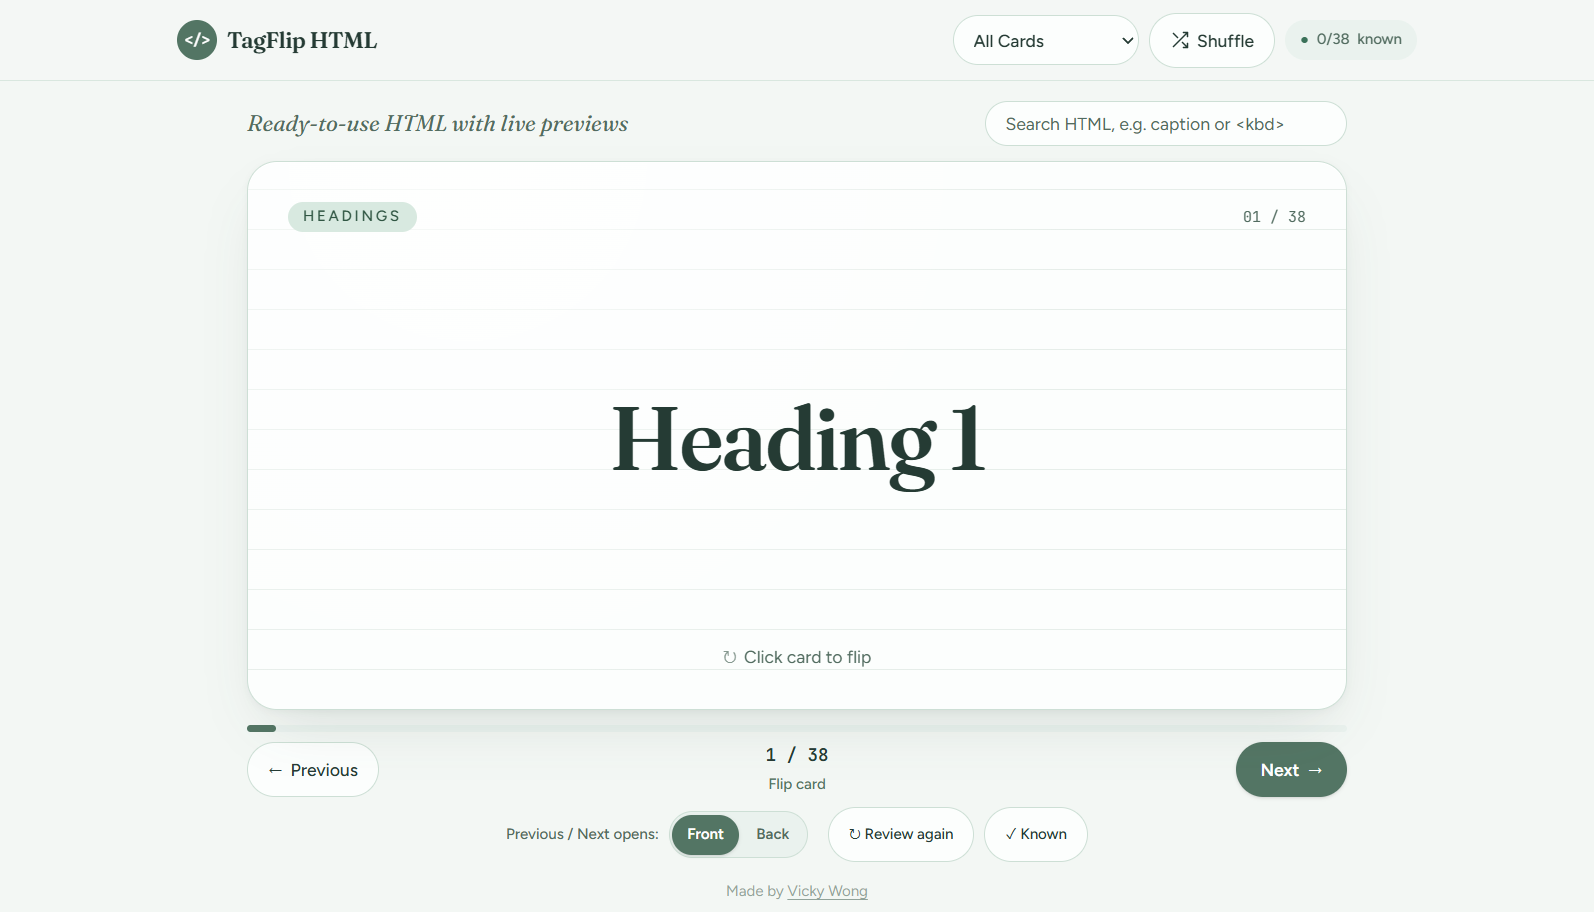 </> TagFlip HTML
All Cards
Shuffle
• 0/38 known
Ready-to-use HTML with live previews
Search HTML, e.g. caption or <kbd>
HEADINGS
01 / 38
Heading 1
↻ Click card to flip
← Previous
1 / 38
Flip card
Next →
Previous / Next opens:
Front
Back
↻ Review again
✓ Known
Made by Vicky Wong